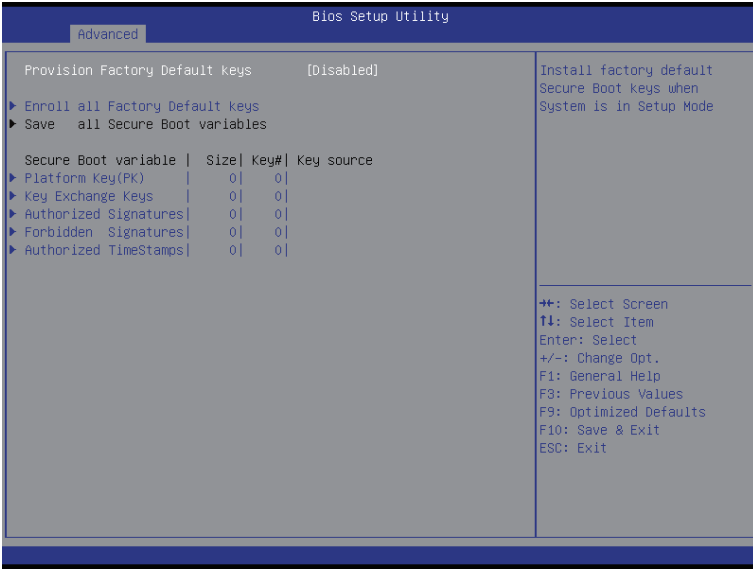 Bios Setup Utility
Advanced
Provision Factory Default keys [Disabled]
Enroll all Factory Default keys
Save all Secure Boot variables
Secure Boot variable | Size| Key#| Key source
Platform Key(PK) | 0| 0|
Key Exchange Keys | 0| 0|
Authorized Signatures| 0| 0|
Forbidden Signatures| 0| 0|
Authorized TimeStamps| 0| 0|
Install factory default
Secure Boot keys when
System is in Setup Mode
→←: Select Screen
↑↓: Select Item
Enter: Select
+/-: Change Opt.
F1: General Help
F3: Previous Values
F9: Optimized Defaults
F10: Save & Exit
ESC: Exit